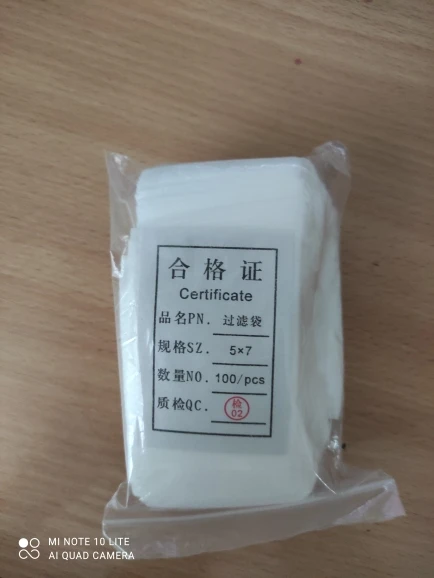 合格证
Certificate
品名PN. 过滤袋
规格SZ. 5×7
数量NO. 100/pcs
质检QC. 检
02
MI NOTE 10 LITE
AI QUAD CAMERA